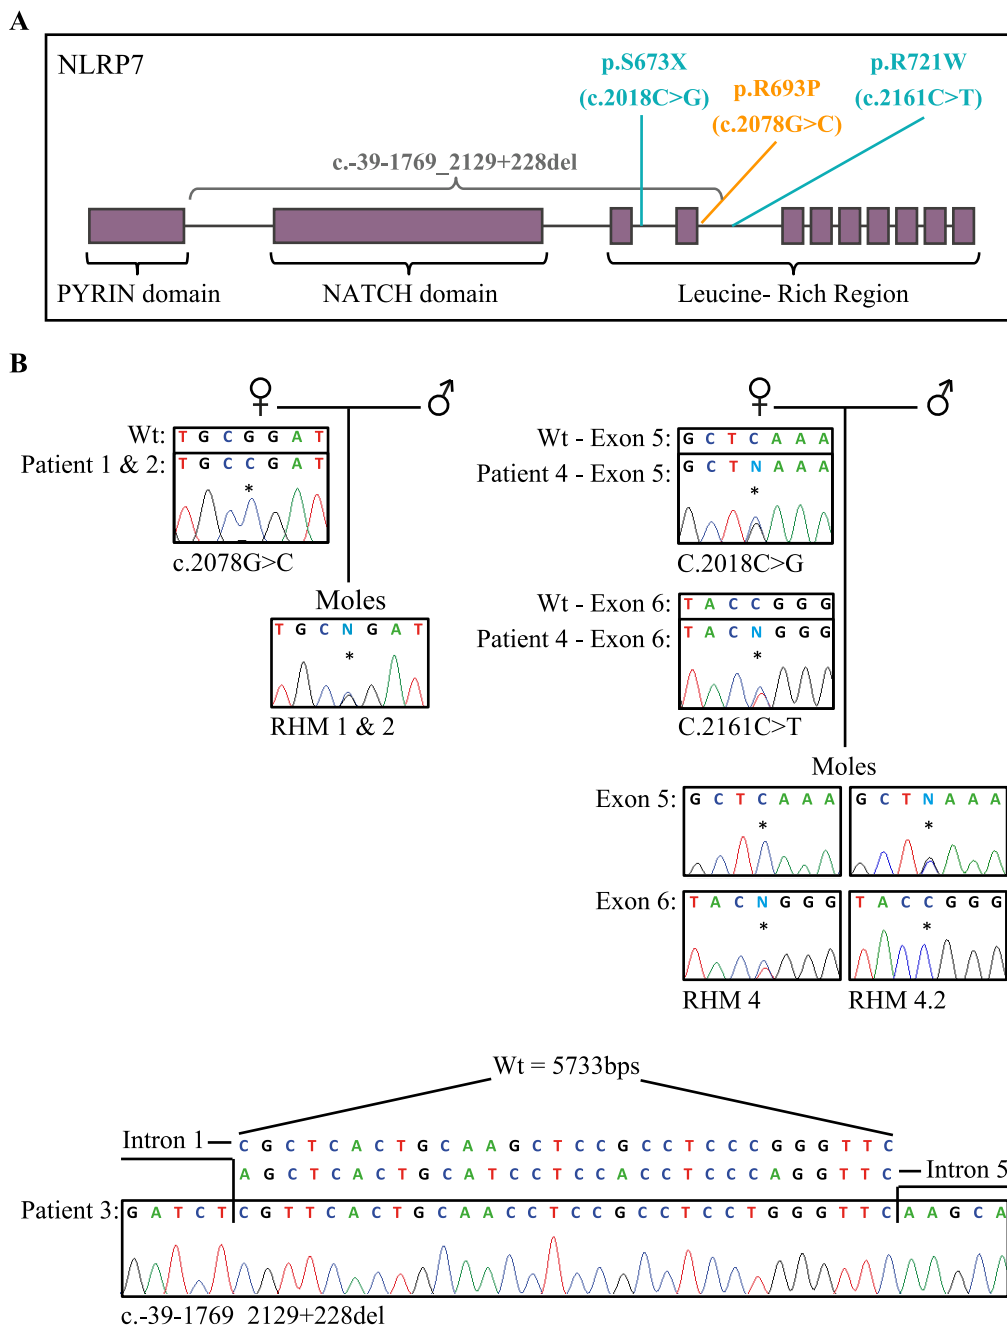 A
NLRP7
p.S673X
(c.2018C>G)
p.R693P
(c.2078G>C)
p.R721W
(c.2161C>T)
c.-39-1769_2129+228del
PYRIN domain
NATCH domain
Leucine- Rich Region
B
Wt: T G C G G A T
Patient 1 & 2: T G C C G A T
*
c.2078G>C
Moles
T G C N G A T
*
RHM 1 & 2
Wt - Exon 5: G C T C A A A
Patient 4 - Exon 5: G C T N A A A
*
C.2018C>G
Wt - Exon 6: T A C C G G G
Patient 4 - Exon 6: T A C N G G G
*
C.2161C>T
Moles
Exon 5: G C T C A A A G C T N A A A
* *
Exon 6: T A C N G G G T A C C G G G
* *
RHM 4 RHM 4.2
Wt = 5733bps
Intron 1 C G C T C A C T G C A A G C T C C G C C T C C C G G G T T C
A G C T C A C T G C A T C C T C C A C C T C C C A G G T T C Intron 5
Patient 3: G A T C T C G T T C A C T G C A A C C T C C G C C T C C T G G G T T C A A G C A
c.-39-1769_2129+228del